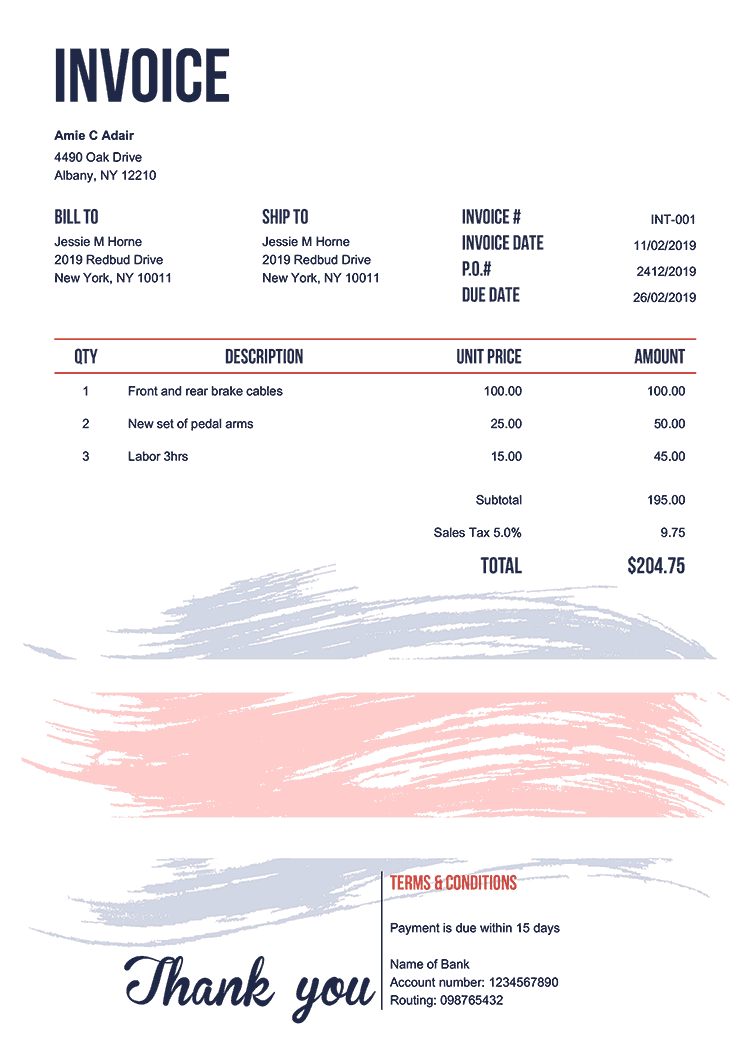 INVOICE
Amie C Adair
4490 Oak Drive
Albany, NY 12210
BILL TO
Jessie M Horne
2019 Redbud Drive
New York, NY 10011
SHIP TO
Jessie M Horne
2019 Redbud Drive
New York, NY 10011
INVOICE # INT-001
INVOICE DATE 11/02/2019
P.O.# 2412/2019
DUE DATE 26/02/2019
QTY DESCRIPTION UNIT PRICE AMOUNT
1 Front and rear brake cables 100.00 100.00
2 New set of pedal arms 25.00 50.00
3 Labor 3hrs 15.00 45.00
Subtotal 195.00
Sales Tax 5.0% 9.75
TOTAL $204.75
Thank you
TERMS & CONDITIONS
Payment is due within 15 days
Name of Bank
Account number: 1234567890
Routing: 098765432